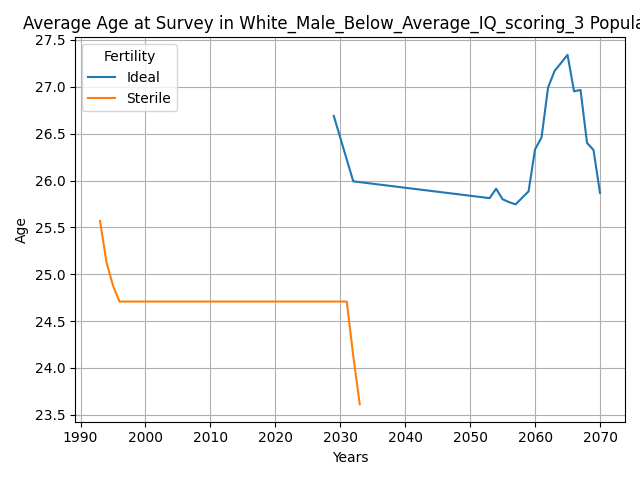 Average Age at Survey in White_Male_Below_Average_IQ_scoring_3 Popula
27.5
27.0
26.5
26.0
25.5
25.0
24.5
24.0
23.5
Age
Fertility
Ideal
Sterile
1990 2000 2010 2020 2030 2040 2050 2060 2070
Years